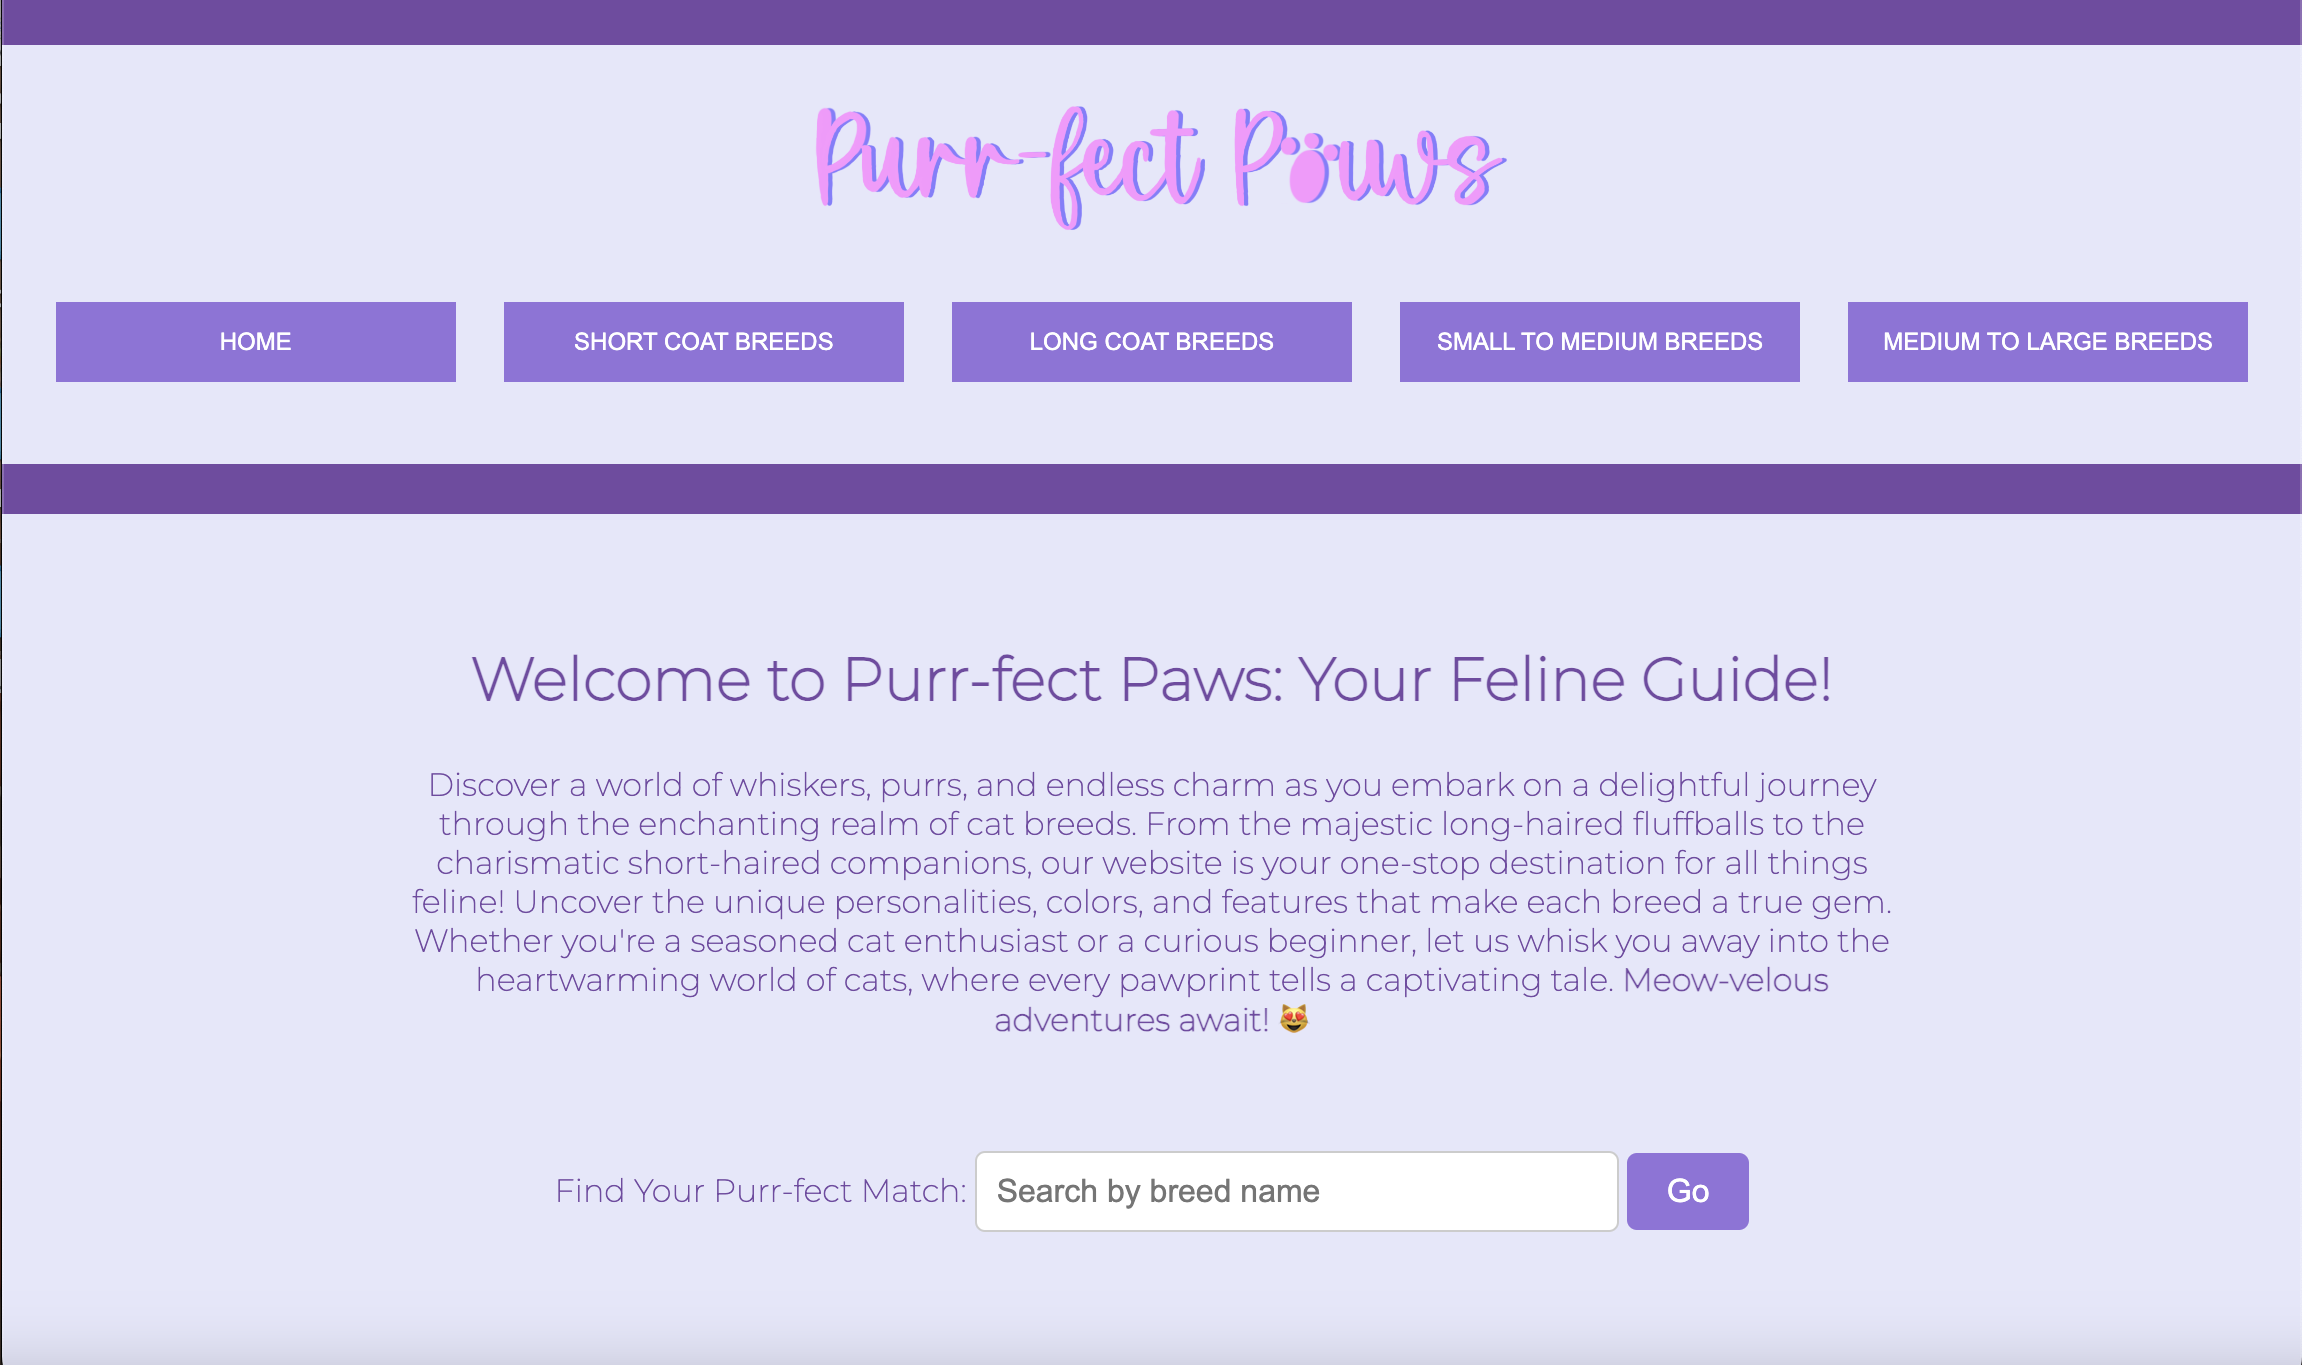 Purr-fect Paws
HOME
SHORT COAT BREEDS
LONG COAT BREEDS
SMALL TO MEDIUM BREEDS
MEDIUM TO LARGE BREEDS
Welcome to Purr-fect Paws: Your Feline Guide!
Discover a world of whiskers, purrs, and endless charm as you embark on a delightful journey
through the enchanting realm of cat breeds. From the majestic long-haired fluffballs to the
charismatic short-haired companions, our website is your one-stop destination for all things
feline! Uncover the unique personalities, colors, and features that make each breed a true gem.
Whether you're a seasoned cat enthusiast or a curious beginner, let us whisk you away into the
heartwarming world of cats, where every pawprint tells a captivating tale. Meow-velous
adventures await! 😻
Find Your Purr-fect Match: Search by breed name Go